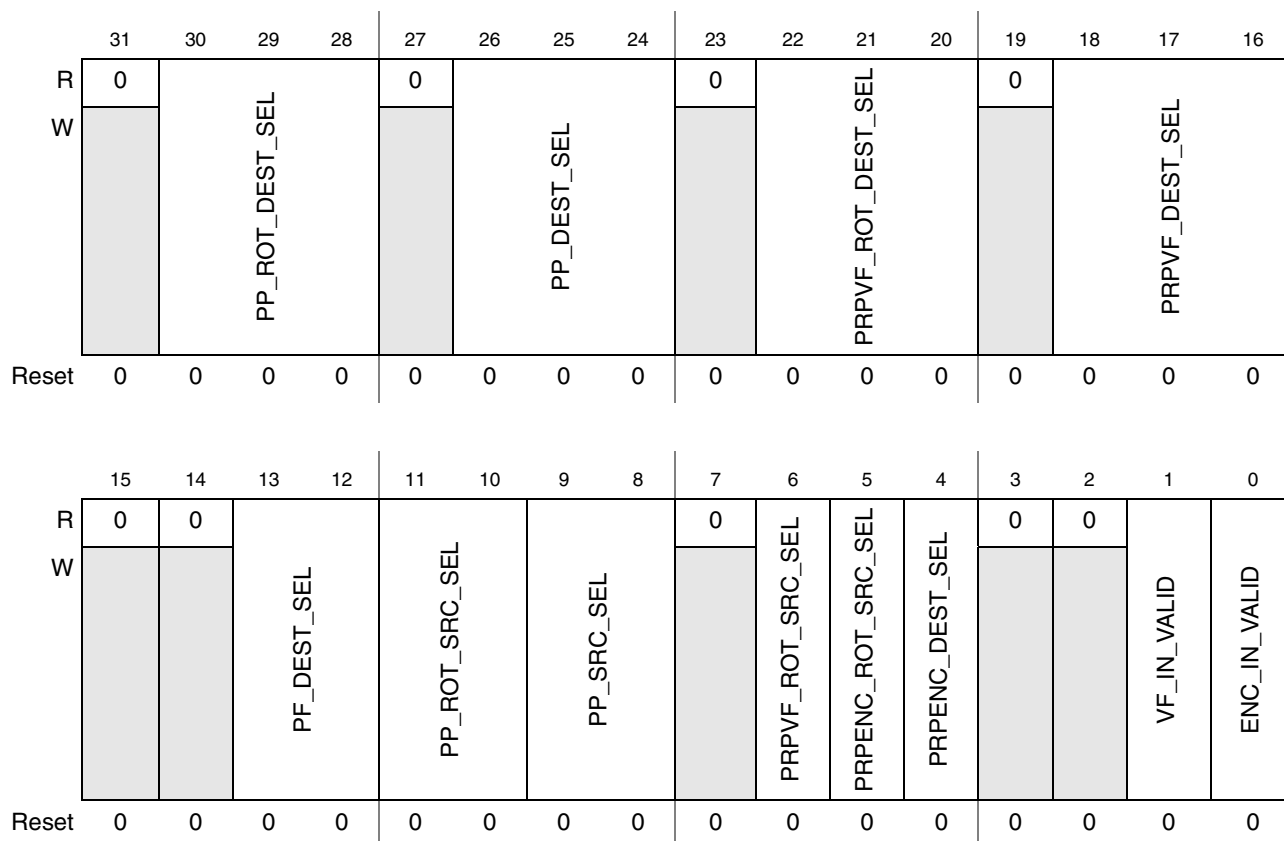 31 30 29 28 27 26 25 24 23 22 21 20 19 18 17 16
R 0 0 0 0
W
PP_ROT_DEST_SEL
PP_DEST_SEL
PRPVF_ROT_DEST_SEL
PRPVF_DEST_SEL
Reset 0 0 0 0 0 0 0 0 0 0 0 0 0 0 0 0
15 14 13 12 11 10 9 8 7 6 5 4 3 2 1 0
R 0 0 0 0 0
W
PF_DEST_SEL
PP_ROT_SRC_SEL
PP_SRC_SEL
PRPVF_ROT_SRC_SEL
PRPENC_ROT_SRC_SEL
PRPENC_DEST_SEL
VF_IN_VALID
ENC_IN_VALID
Reset 0 0 0 0 0 0 0 0 0 0 0 0 0 0 0 0